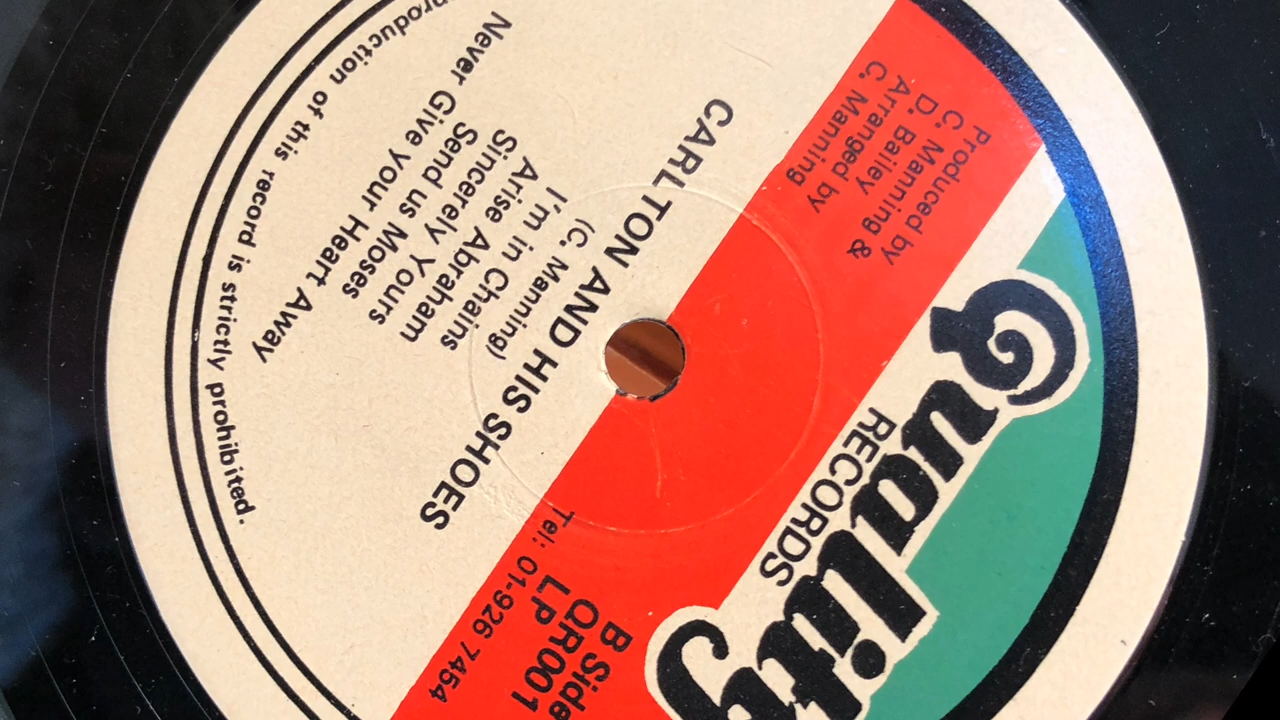 Quality
RECORDS
Produced by
C. Manning &
D. Bailey
Arranged by
C. Manning
B Side
QR001
LP
Tel: 01-926 7454
CARLTON AND HIS SHOES
(C. Manning)
I'm in Chains
Arise Abraham
Sincerely Yours
Send us Moses
Never Give your Heart Away
of this record is strictly prohibited.